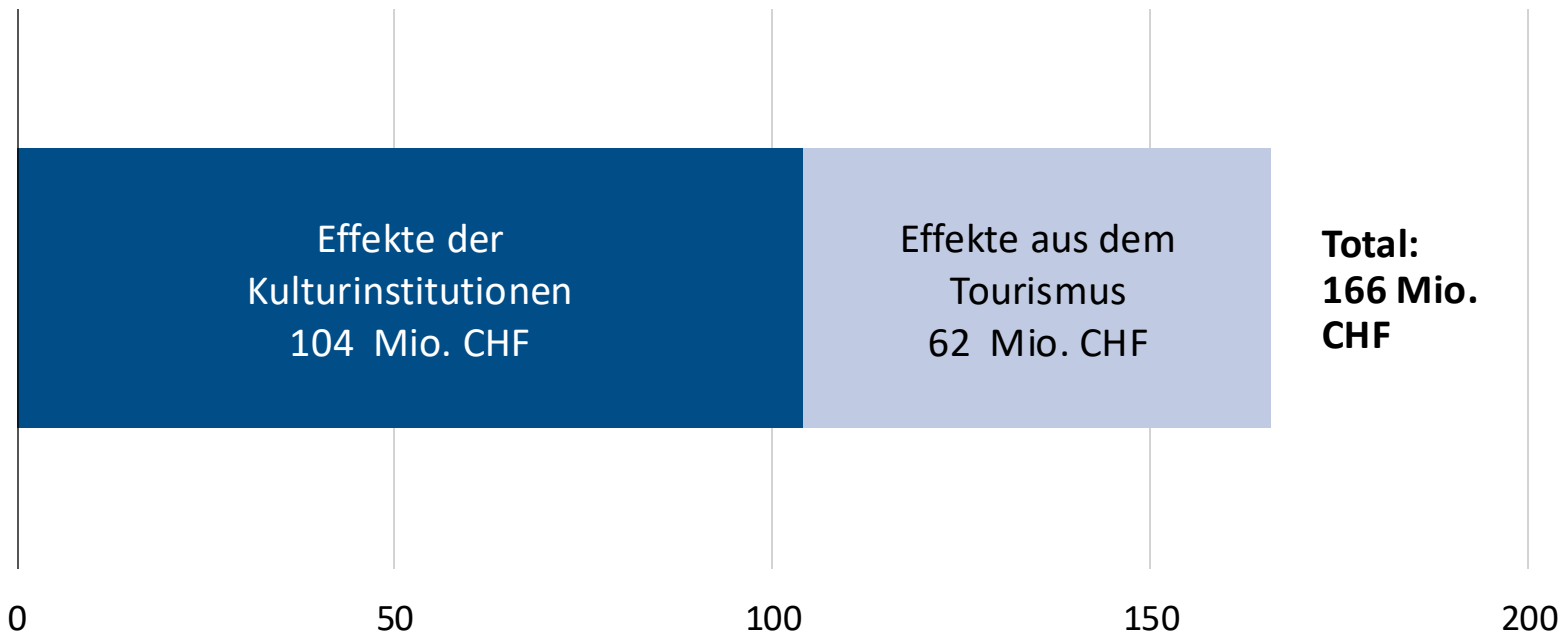 Effekte der
Kulturinstitutionen
104 Mio. CHF
Effekte aus dem
Tourismus
62 Mio. CHF
Total:
166 Mio.
CHF
0 50 100 150 200